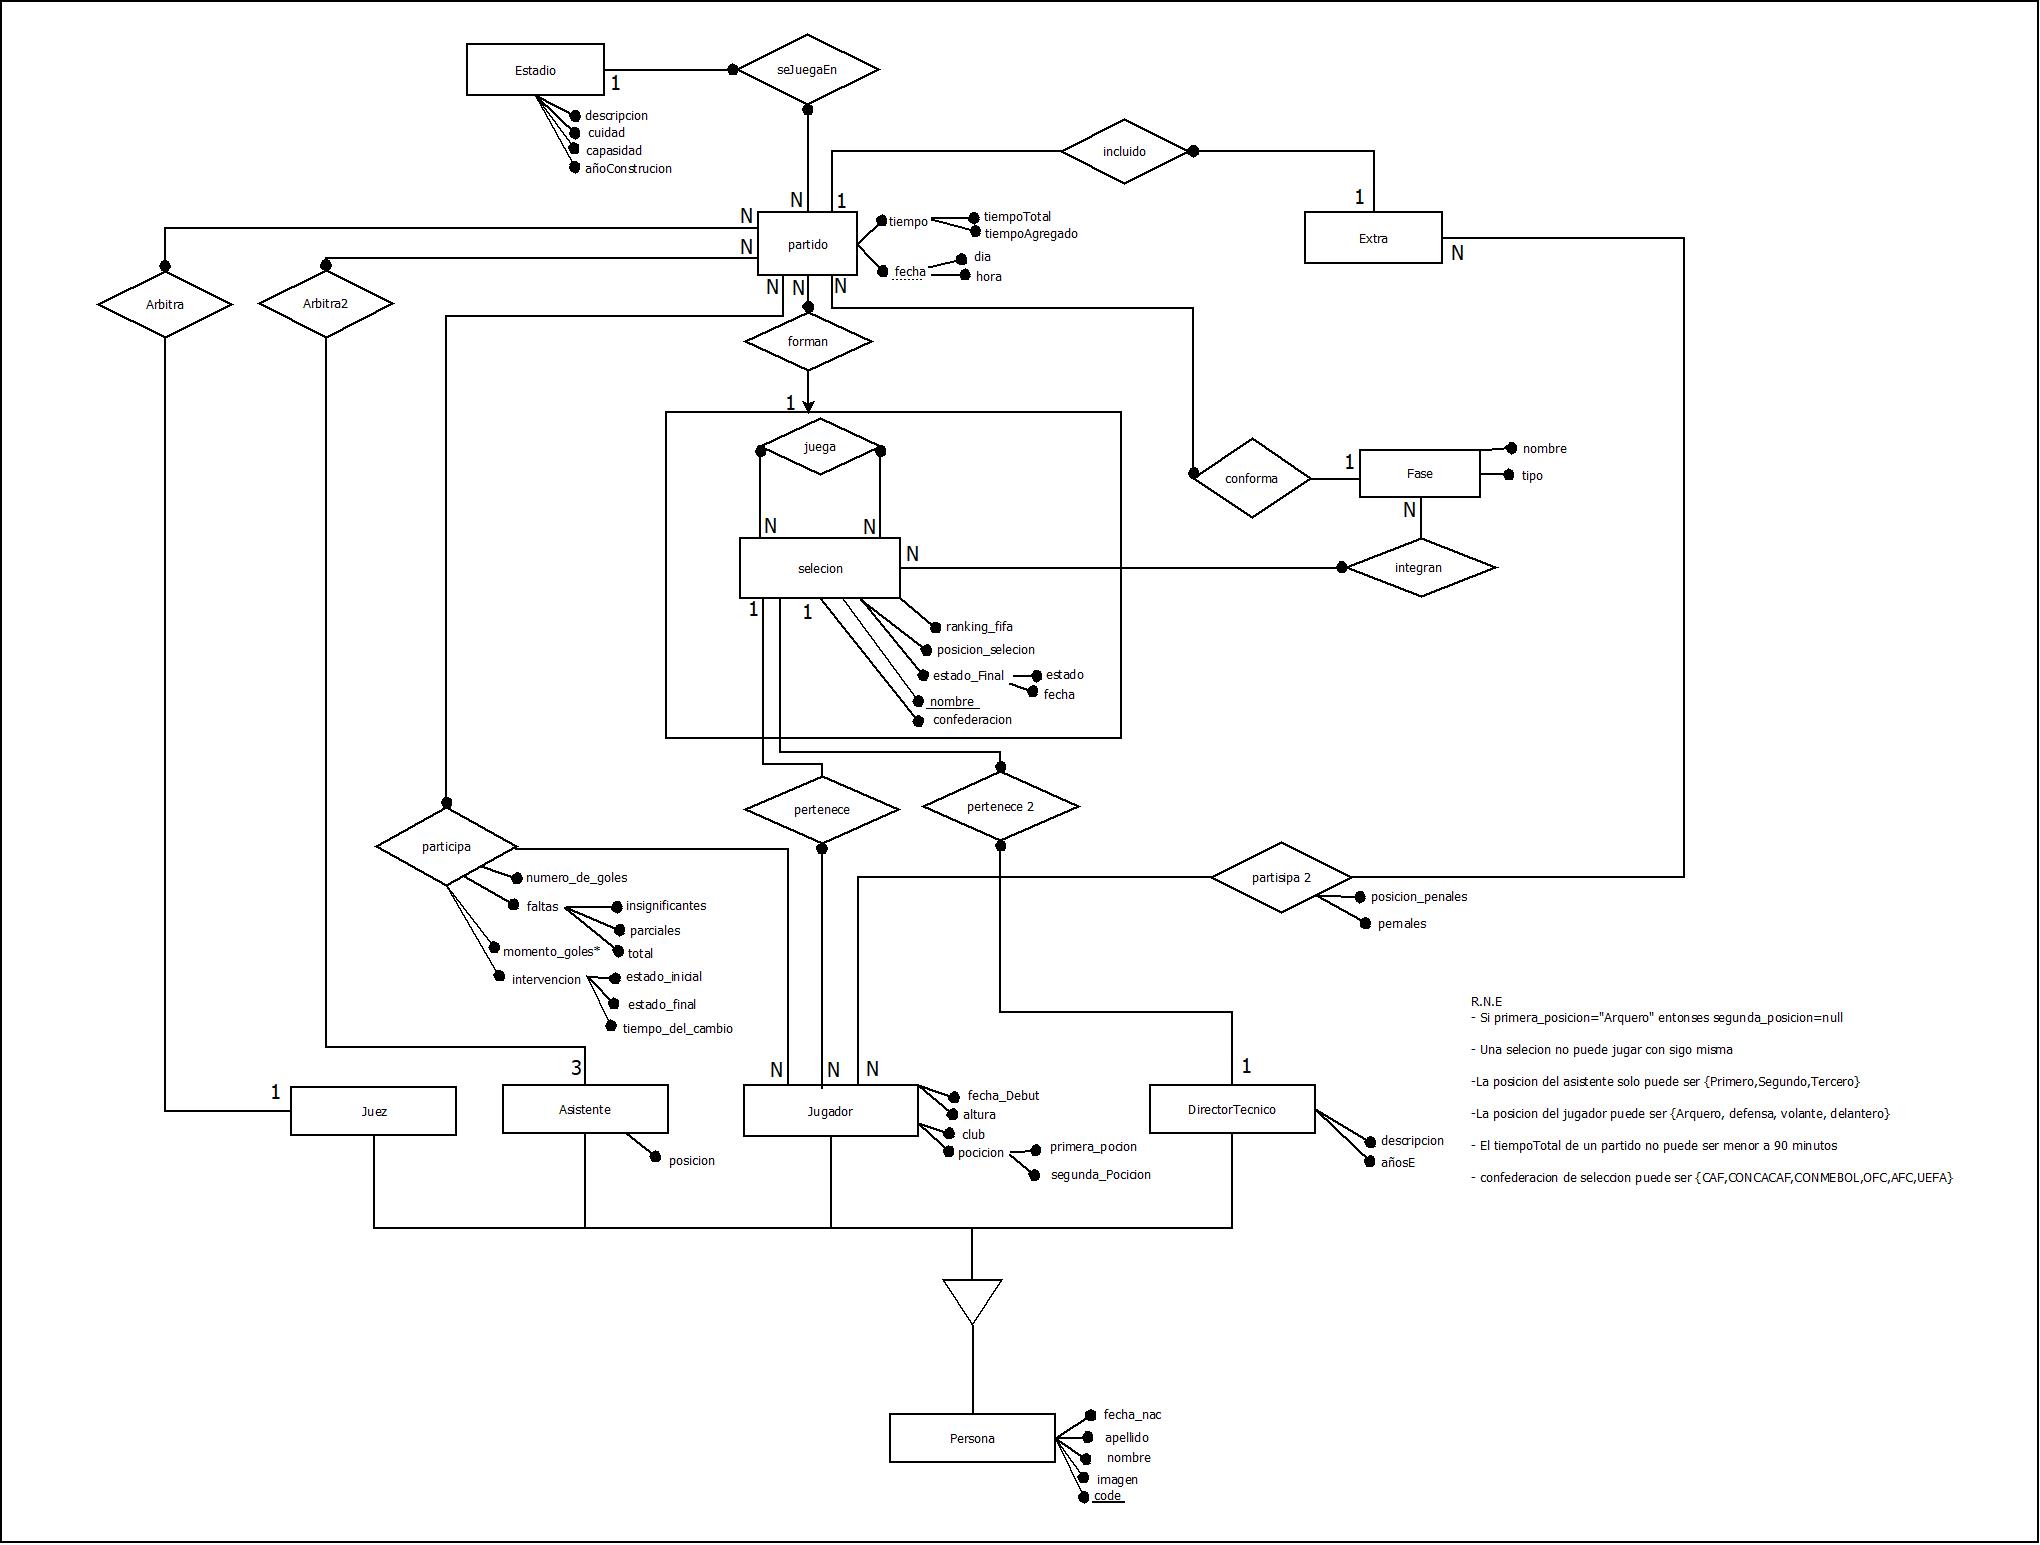 Estadio
1
seJuegaEn
descripcion
cuidad
capasidad
añoConstrucion
incluido
N
1
1
N
N
partido
tiempo
tiempoTotal
tiempoAgregado
fecha
dia
hora
Extra
N
Arbitra
Arbitra2
N
N
N
forman
1
juega
conforma
1
Fase
nombre
tipo
N
N
N
N
selecion
integran
1
1
ranking_fifa
posicion_selecion
estado_Final
estado
fecha
nombre
confederacion
pertenece
pertenece 2
participa
numero_de_goles
faltas
insignificantes
parciales
total
momento_goles*
intervencion
estado_inicial
estado_final
tiempo_del_cambio
partisipa 2
posicion_penales
pernales
R.N.E
- Si primera_posicion="Arquero" entonses segunda_posicion=null
- Una selecion no puede jugar con sigo misma
-La posicion del asistente solo puede ser {Primero,Segundo,Tercero}
-La posicion del jugador puede ser {Arquero, defensa, volante, delantero}
- El tiempoTotal de un partido no puede ser menor a 90 minutos
- confederacion de seleccion puede ser {CAF,CONCACAF,CONMEBOL,OFC,AFC,UEFA}
1
3
N
N
N
1
Juez
Asistente
posicion
Jugador
fecha_Debut
altura
club
pocicion
primera_pocion
segunda_Pocicion
DirectorTecnico
descripcion
añosE
Persona
fecha_nac
apellido
nombre
imagen
code